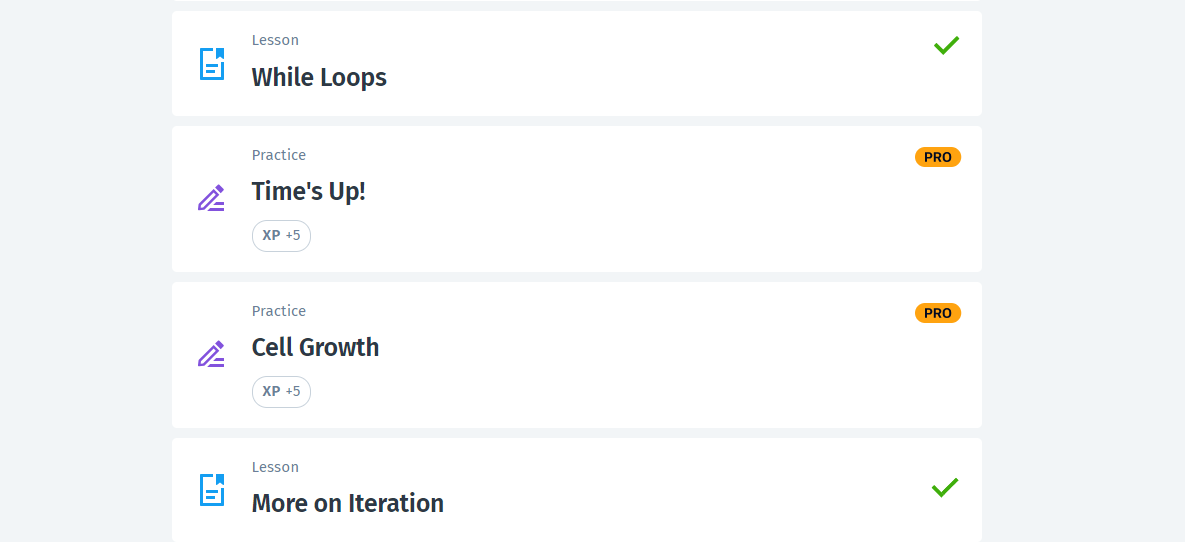 Lesson
While Loops
Practice
PRO
Time's Up!
XP +5
Practice
PRO
Cell Growth
XP +5
Lesson
More on Iteration